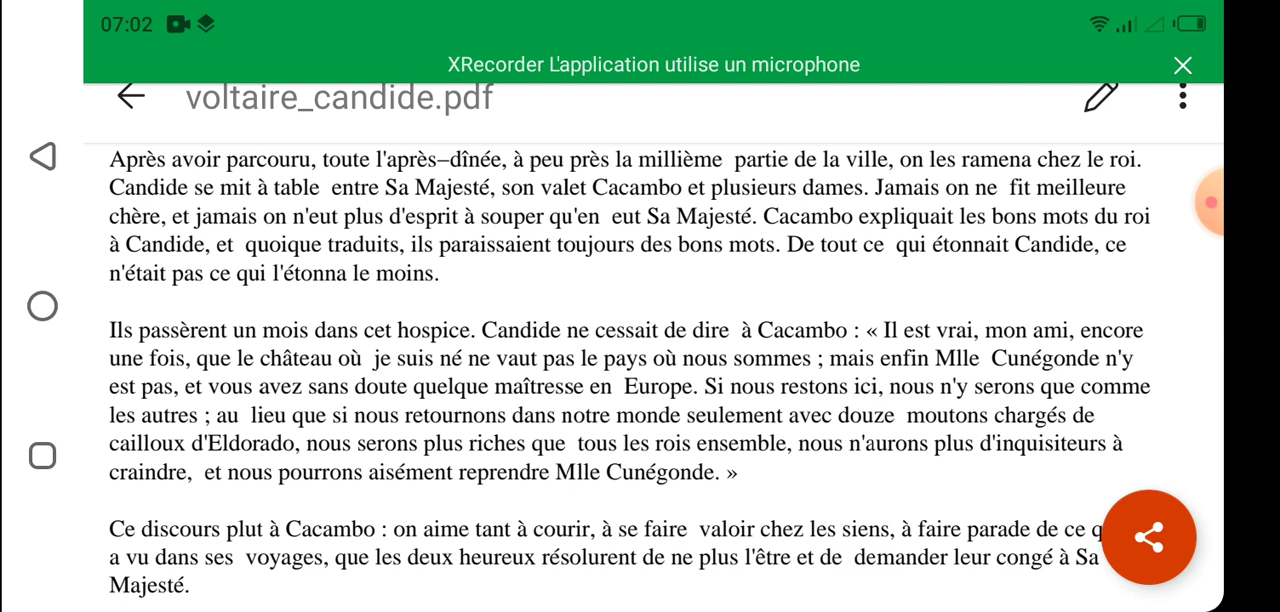 07:02
XRecorder L'application utilise un microphone
voltaire_candide.pdf
Après avoir parcouru, toute l'après–dînée, à peu près la millième partie de la ville, on les ramena chez le roi.
Candide se mit à table entre Sa Majesté, son valet Cacambo et plusieurs dames. Jamais on ne fit meilleure
chère, et jamais on n'eut plus d'esprit à souper qu'en eut Sa Majesté. Cacambo expliquait les bons mots du roi
à Candide, et quoique traduits, ils paraissaient toujours des bons mots. De tout ce qui étonnait Candide, ce
n'était pas ce qui l'étonna le moins.
Ils passèrent un mois dans cet hospice. Candide ne cessait de dire à Cacambo : « Il est vrai, mon ami, encore
une fois, que le château où je suis né ne vaut pas le pays où nous sommes ; mais enfin Mlle Cunégonde n'y
est pas, et vous avez sans doute quelque maîtresse en Europe. Si nous restons ici, nous n'y serons que comme
les autres ; au lieu que si nous retournons dans notre monde seulement avec douze moutons chargés de
cailloux d'Eldorado, nous serons plus riches que tous les rois ensemble, nous n'aurons plus d'inquisiteurs à
craindre, et nous pourrons aisément reprendre Mlle Cunégonde. »
Ce discours plut à Cacambo : on aime tant à courir, à se faire valoir chez les siens, à faire parade de ce
a vu dans ses voyages, que les deux heureux résolurent de ne plus l'être et de demander leur congé à Sa
Majesté.